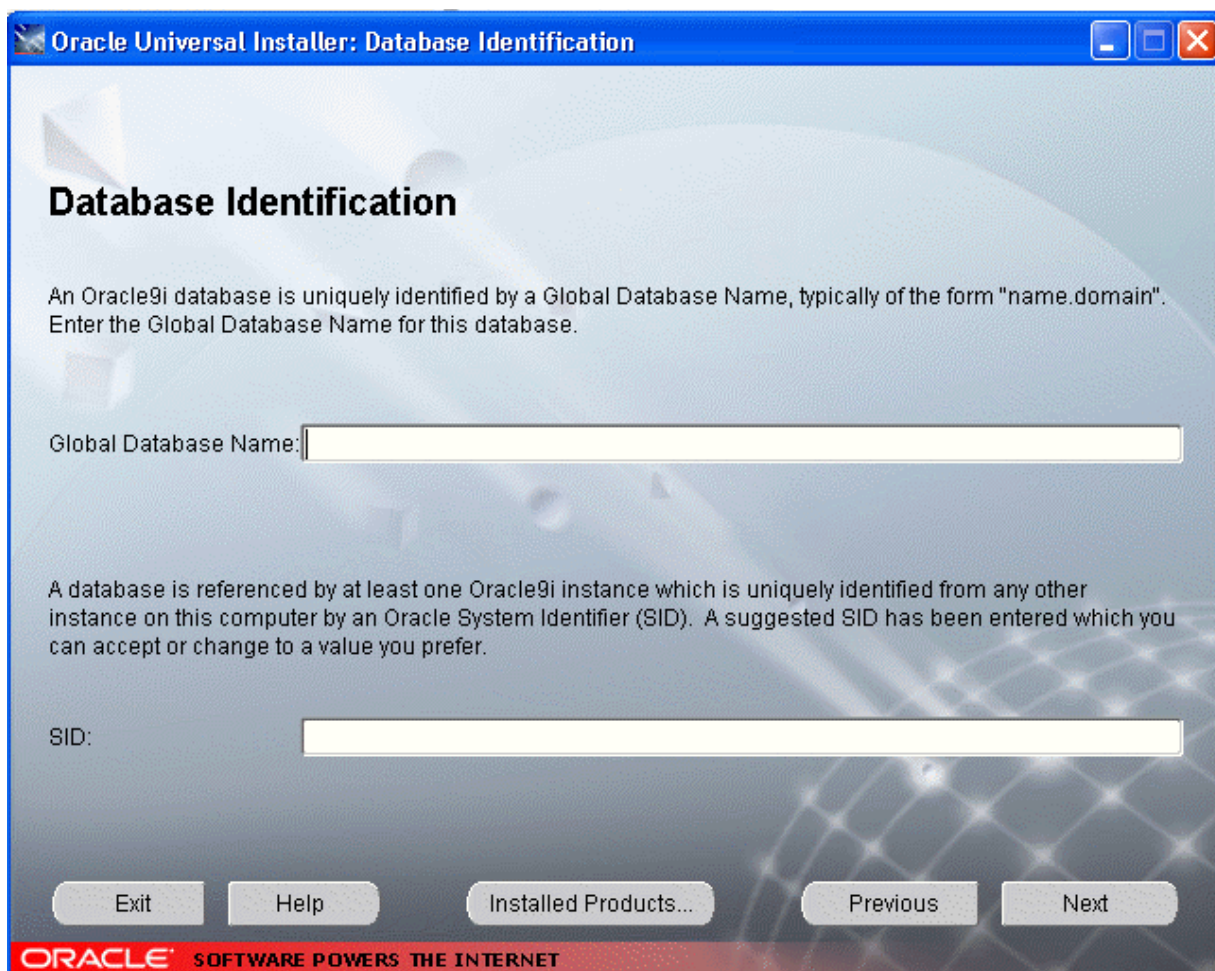 Oracle Universal Installer: Database Identification
Database Identification
An Oracle9i database is uniquely identified by a Global Database Name, typically of the form "name.domain".
Enter the Global Database Name for this database.
Global Database Name:
A database is referenced by at least one Oracle9i instance which is uniquely identified from any other
instance on this computer by an Oracle System Identifier (SID).  A suggested SID has been entered which you
can accept or change to a value you prefer.
SID:
Exit Help Installed Products... Previous Next
ORACLE SOFTWARE POWERS THE INTERNET